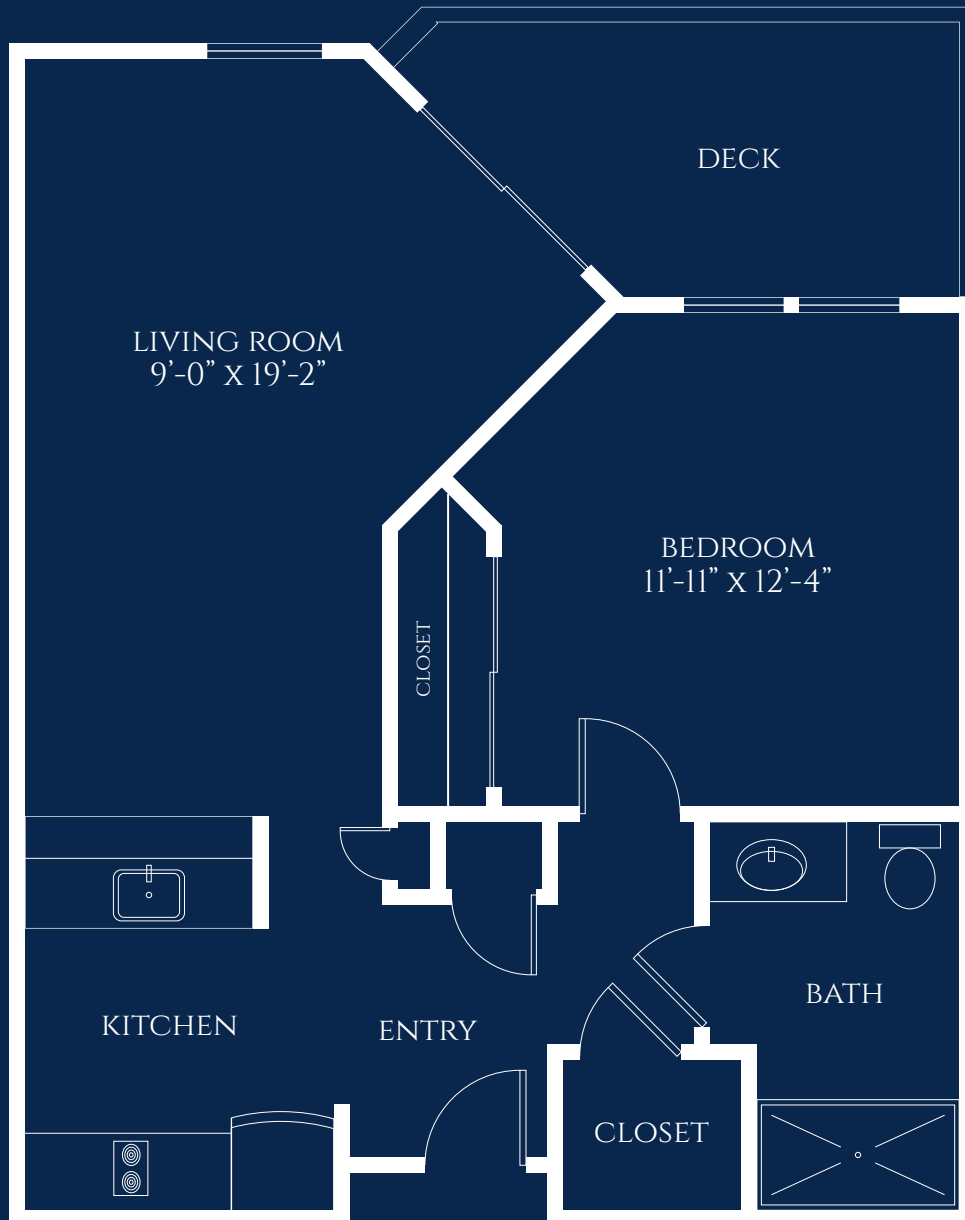 DECK
LIVING ROOM
9’-0” X 19’-2”
BEDROOM
11’-11” X 12’-4”
CLOSET
BATH
KITCHEN
ENTRY
CLOSET